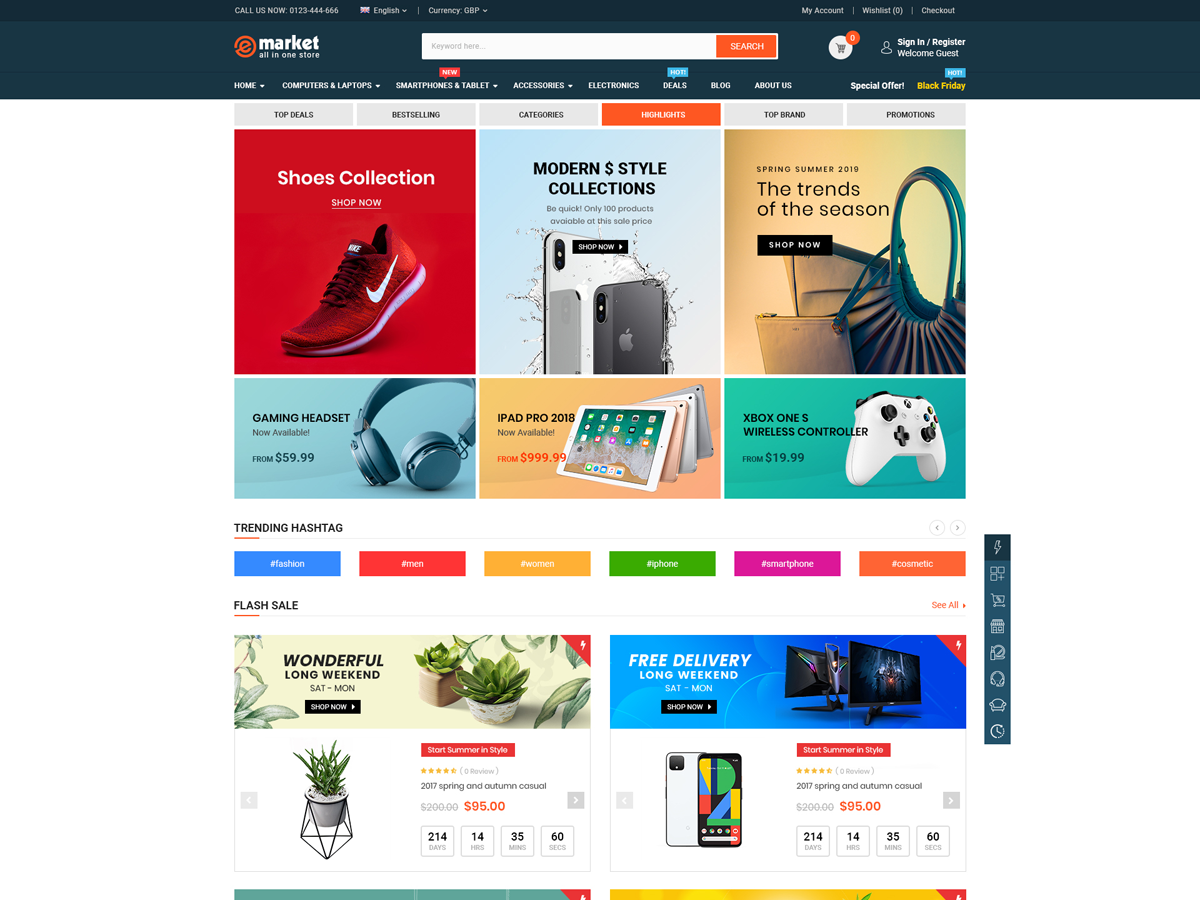 CALL US NOW: 0123-444-666
English
Currency: GBP
My Account
Wishlist (0)
Checkout
e market
all in one store
Keyword here...
SEARCH
0
Sign In / Register
Welcome Guest
HOME
COMPUTERS & LAPTOPS
NEW
SMARTPHONES & TABLET
ACCESSORIES
ELECTRONICS
HOT!
DEALS
BLOG
ABOUT US
Special Offer!
HOT!
Black Friday
TOP DEALS
BESTSELLING
CATEGORIES
HIGHLIGHTS
TOP BRAND
PROMOTIONS
Shoes Collection
SHOP NOW
NIKE
MODERN $ STYLE
COLLECTIONS
Be quick! Only 100 products
avaiable at this sale price
SHOP NOW
SPRING SUMMER 2019
The trends
of the season
SHOP NOW
GAMING HEADSET
Now Available!
FROM $59.99
IPAD PRO 2018
Now Available!
FROM $999.99
XBOX ONE S
WIRELESS CONTROLLER
FROM $19.99
TRENDING HASHTAG
#fashion
#men
#women
#iphone
#smartphone
#cosmetic
FLASH SALE
See All
WONDERFUL
LONG WEEKEND
SAT - MON
SHOP NOW
Start Summer in Style
( 0 Review )
2017 spring and autumn casual
$200.00 $95.00
214 14 35 60
DAYS HRS MINS SECS
FREE DELIVERY
LONG WEEKEND
SAT - MON
SHOP NOW
Start Summer in Style
( 0 Review )
2017 spring and autumn casual
$200.00 $95.00
214 14 35 60
DAYS HRS MINS SECS